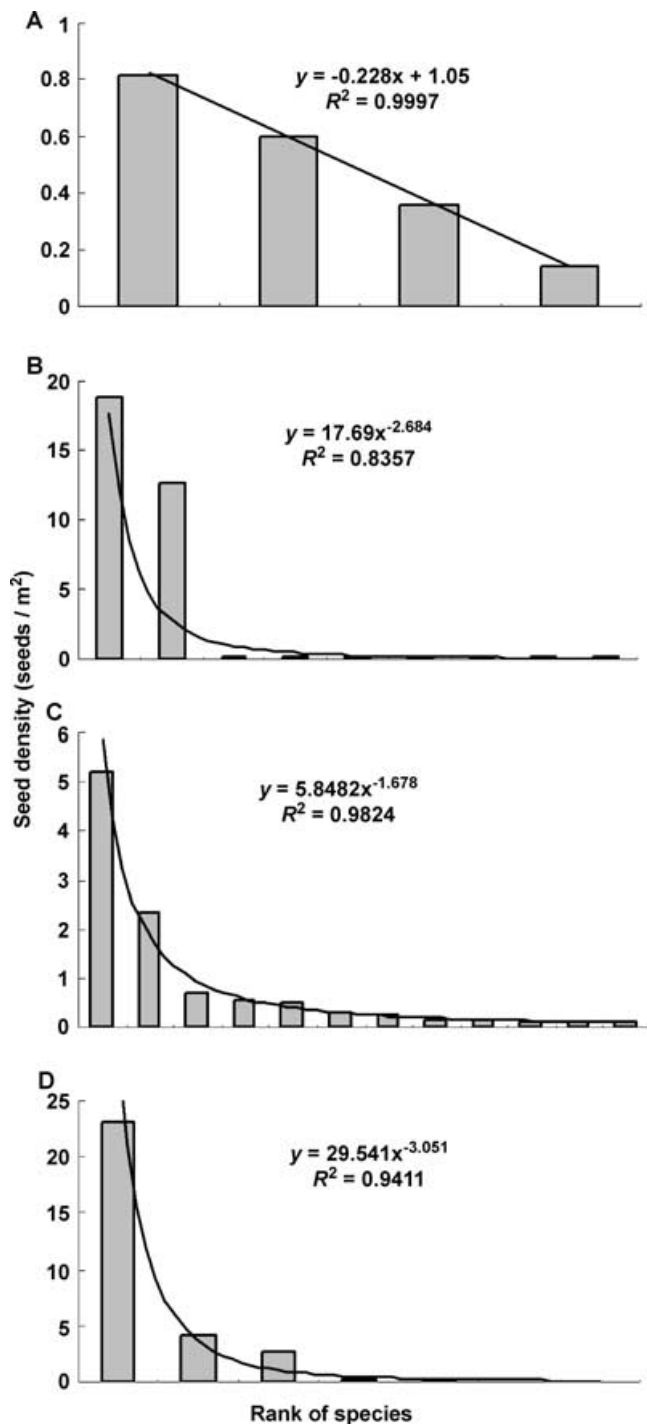 A
1
0.8
0.6
0.4
0.2
0
y = -0.228x + 1.05
R² = 0.9997
B
20
15
10
5
0
y = 17.69x^-2.684
R² = 0.8357
Seed density (seeds / m²)
C
6
5
4
3
2
1
0
y = 5.8482x^-1.678
R² = 0.9824
D
25
20
15
10
5
0
y = 29.541x^-3.051
R² = 0.9411
Rank of species